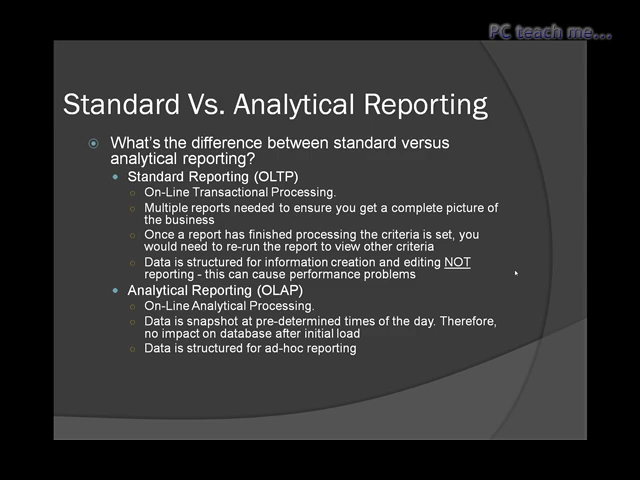 PC teach me...
Standard Vs. Analytical Reporting
What's the difference between standard versus
analytical reporting?
Standard Reporting (OLTP)
On-Line Transactional Processing.
Multiple reports needed to ensure you get a complete picture of
the business
Once a report has finished processing the criteria is set, you
would need to re-run the report to view other criteria
Data is structured for information creation and editing NOT
reporting - this can cause performance problems
Analytical Reporting (OLAP)
On-Line Analytical Processing.
Data is snapshot at pre-determined times of the day. Therefore,
no impact on database after initial load
Data is structured for ad-hoc reporting